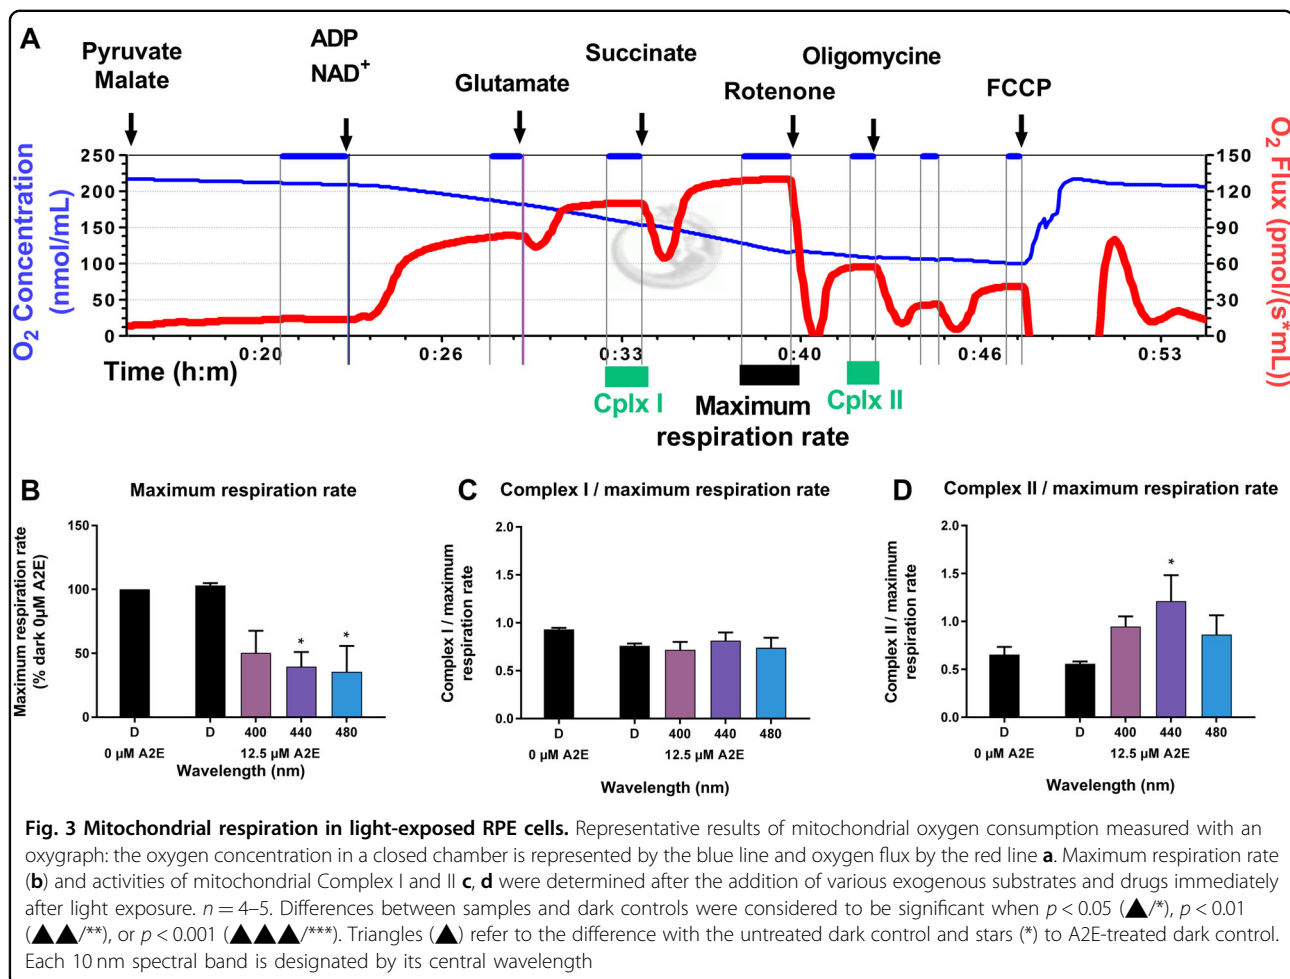 A
Pyruvate
Malate
ADP
NAD+
Glutamate
Succinate
Rotenone
Oligomycine
FCCP
O2 Concentration
(nmol/mL)
250
200
150
100
50
0
150
120
90
60
30
0
O2 Flux (pmol/(s*mL))
0:20
0:26
0:33
0:40
0:46
0:53
Time (h:m)
Cplx I
Maximum
respiration rate
Cplx II
B
Maximum respiration rate
Maximum respiration rate
(% dark 0µM A2E)
150
100
50
0
D
D
400
440
480
*
*
0 µM A2E
12.5 µM A2E
Wavelength (nm)
C
Complex I / maximum respiration rate
Complex I / maximum
respiration rate
2.0
1.5
1.0
0.5
0.0
D
D
400
440
480
0 µM A2E
12.5 µM A2E
Wavelength (nm)
D
Complex II / maximum respiration rate
Complex II / maximum
respiration rate
2.0
1.5
1.0
0.5
0.0
*
D
D
400
440
480
0 µM A2E
12.5 µM A2E
Wavelength (nm)
Fig. 3 Mitochondrial respiration in light-exposed RPE cells. Representative results of mitochondrial oxygen consumption measured with an
oxygraph: the oxygen concentration in a closed chamber is represented by the blue line and oxygen flux by the red line a. Maximum respiration rate
(b) and activities of mitochondrial Complex I and II c, d were determined after the addition of various exogenous substrates and drugs immediately
after light exposure. n = 4–5. Differences between samples and dark controls were considered to be significant when p < 0.05 (▲/*), p < 0.01
(▲▲/**), or p < 0.001 (▲▲▲/***). Triangles (▲) refer to the difference with the untreated dark control and stars (*) to A2E-treated dark control.
Each 10 nm spectral band is designated by its central wavelength